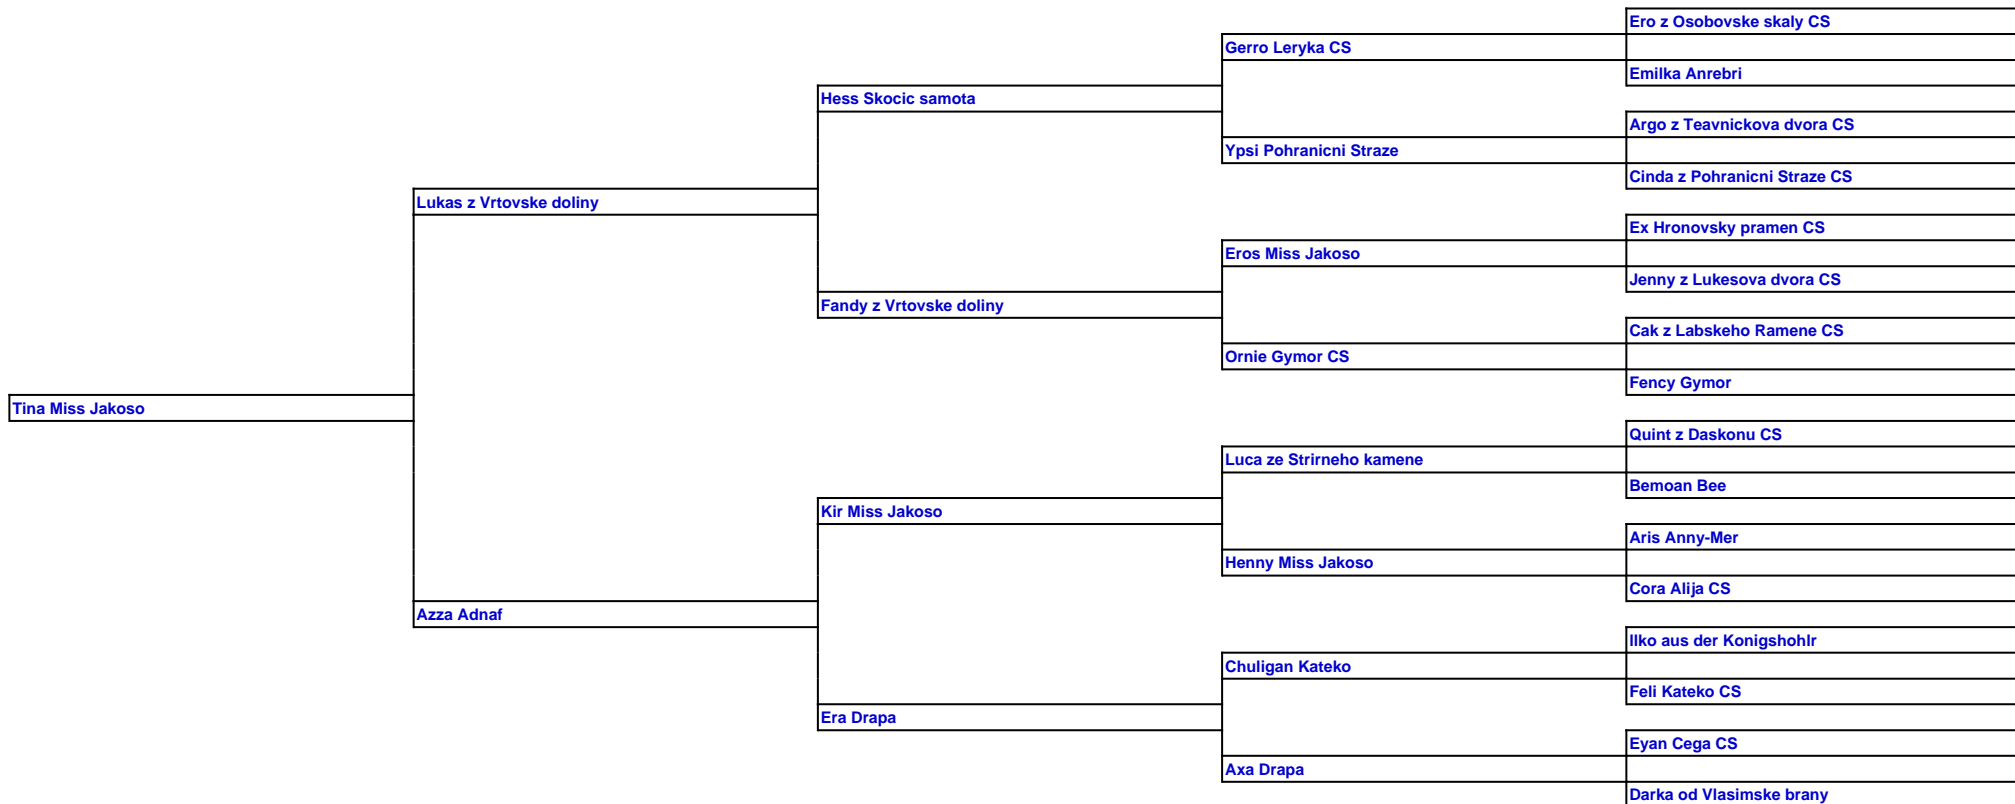 Ero z Osobovske skaly CS
Gerro Leryka CS
Emilka Anrebri
Hess Skocic samota
Argo z Teavnickova dvora CS
Ypsi Pohranicni Straze
Cinda z Pohranicni Straze CS
Lukas z Vrtovske doliny
Ex Hronovsky pramen CS
Eros Miss Jakoso
Jenny z Lukesova dvora CS
Fandy z Vrtovske doliny
Cak z Labskeho Ramene CS
Ornie Gymor CS
Fency Gymor
Tina Miss Jakoso
Quint z Daskonu CS
Luca ze Strirneho kamene
Bemoan Bee
Kir Miss Jakoso
Aris Anny-Mer
Henny Miss Jakoso
Cora Alija CS
Azza Adnaf
Ilko aus der Konigshohlr
Chuligan Kateko
Feli Kateko CS
Era Drapa
Eyan Cega CS
Axa Drapa
Darka od Vlasimske brany